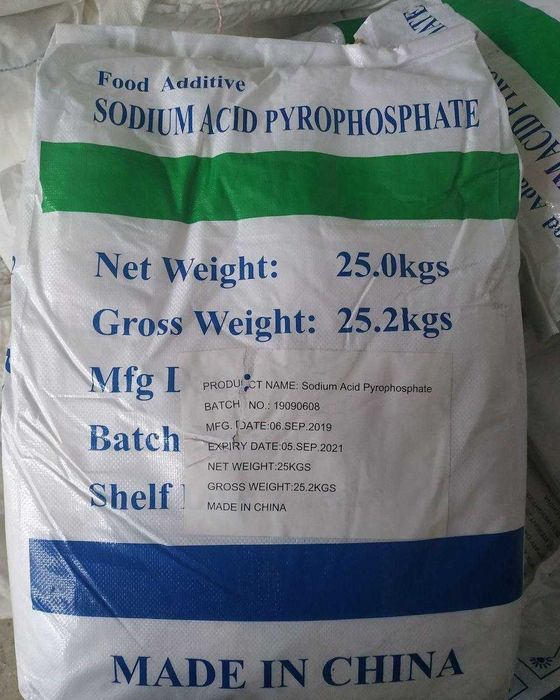 Food Additive
SODIUM ACID PYROPHOSPHATE
Net Weight: 25.0kgs
Gross Weight: 25.2kgs
Mfg
Batch
Shelf
PRODUCT NAME: Sodium Acid Pyrophosphate
BATCH NO.: 19090608
MFG. DATE:06.SEP.2019
EXPIRY DATE:05.SEP.2021
NET WEIGHT:25KGS
GROSS WEIGHT:25.2KGS
MADE IN CHINA
MADE IN CHINA